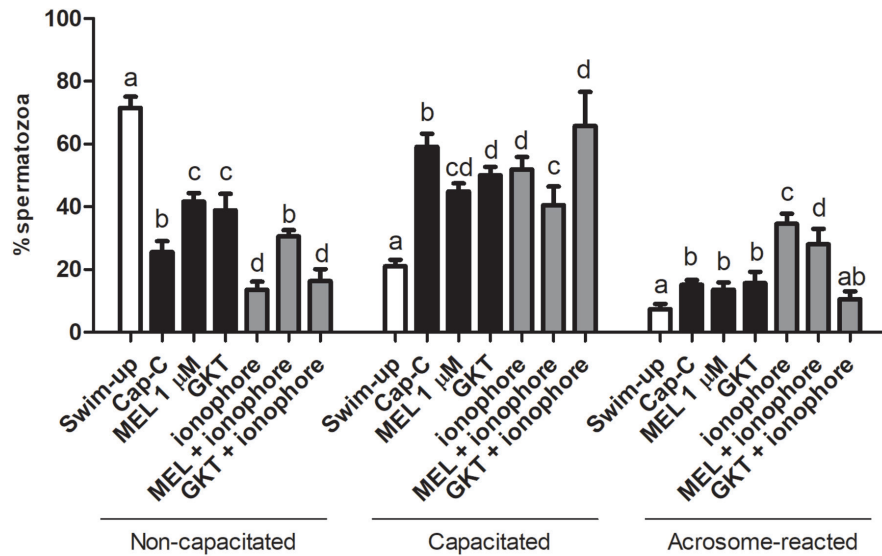 100
80
60
40
20
0
% spermatozoa
a
b
c
c
d
b
d
a
b
cd
d
d
c
d
a
b
b
b
c
d
ab
Swim-up
Cap-C
MEL 1 μM
GKT
ionophore
MEL + ionophore
GKT + ionophore
Swim-up
Cap-C
MEL 1 μM
GKT
ionophore
MEL + ionophore
GKT + ionophore
Swim-up
Cap-C
MEL 1 μM
GKT
ionophore
MEL + ionophore
GKT + ionophore
Non-capacitated
Capacitated
Acrosome-reacted